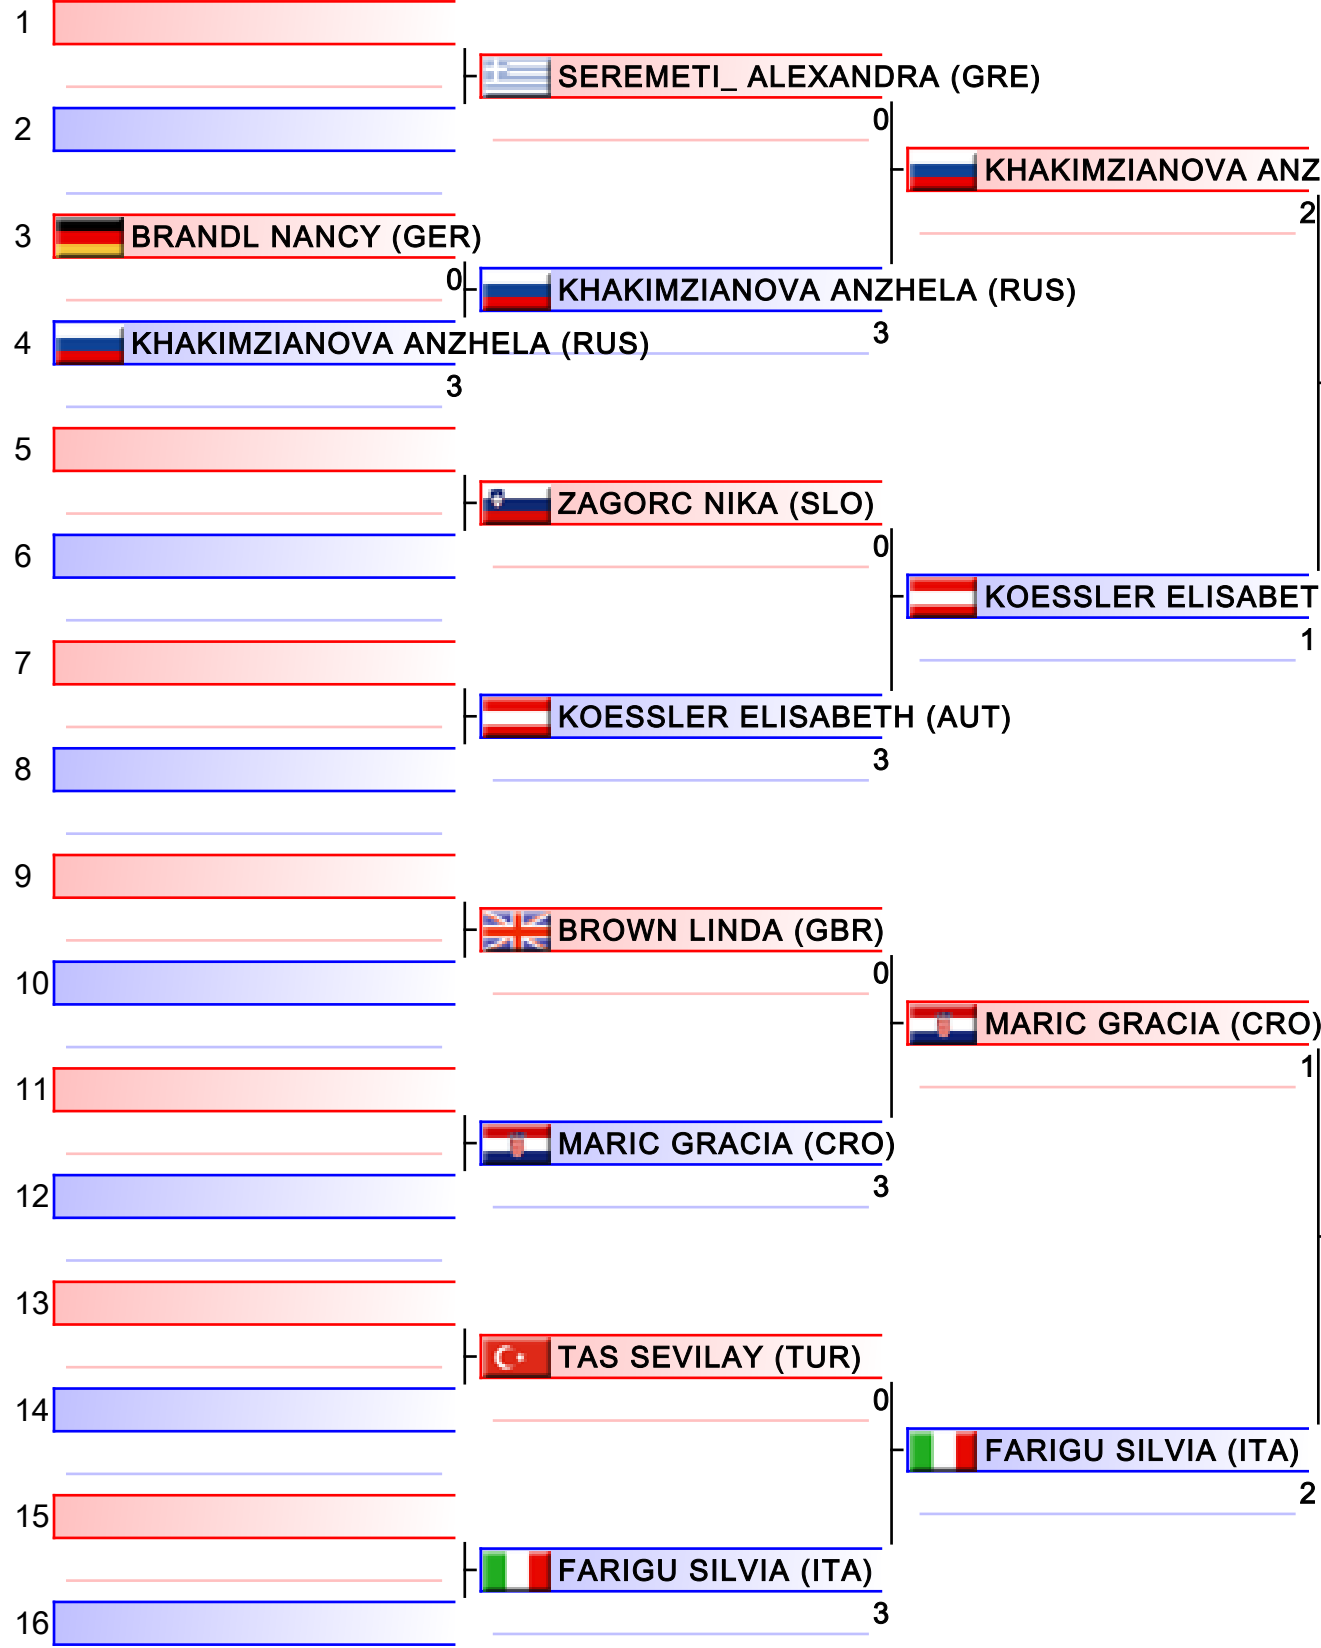 1
SEREMETI_ ALEXANDRA (GRE)
0
2
KHAKIMZIANOVA ANZ
2
3
BRANDL NANCY (GER)
0
KHAKIMZIANOVA ANZHELA (RUS)
3
4
KHAKIMZIANOVA ANZHELA (RUS)
3
5
ZAGORC NIKA (SLO)
0
6
KOESSLER ELISABET
1
7
KOESSLER ELISABETH (AUT)
3
8
9
BROWN LINDA (GBR)
0
10
MARIC GRACIA (CRO)
1
11
MARIC GRACIA (CRO)
3
12
13
TAS SEVILAY (TUR)
0
14
FARIGU SILVIA (ITA)
2
15
FARIGU SILVIA (ITA)
3
16